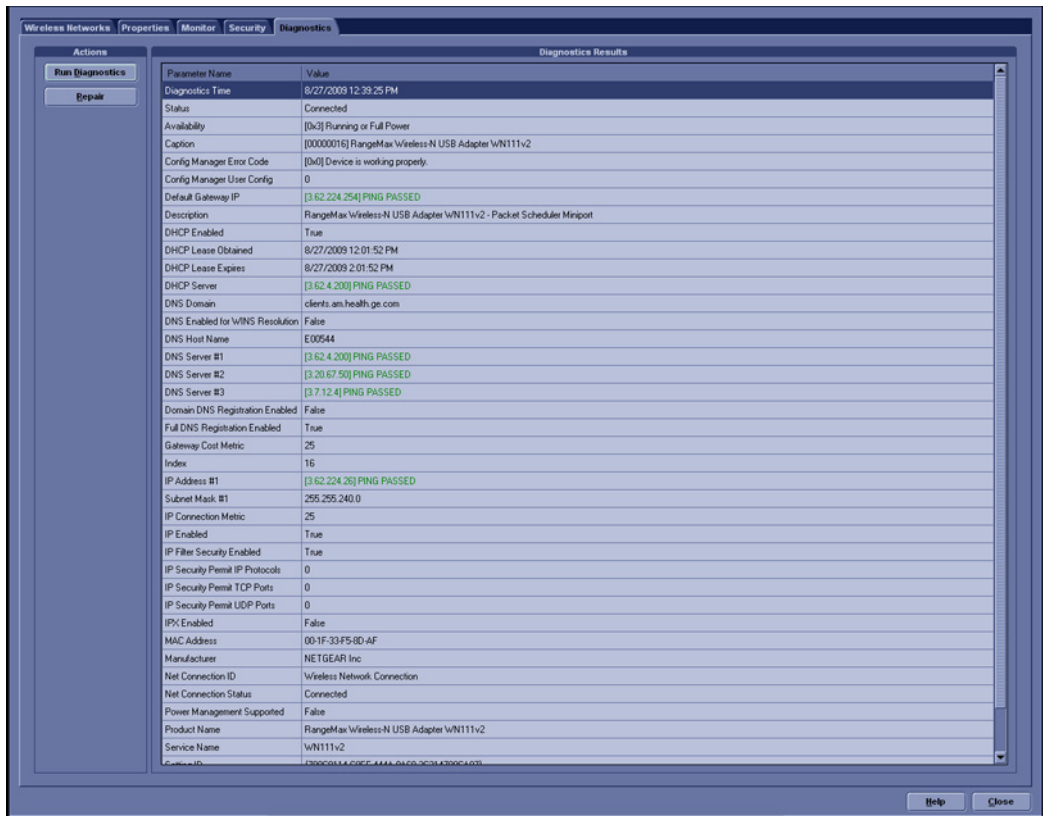 Wireless Networks Properties Monitor Security Diagnostics
Actions
Run Diagnostics
Repair
Diagnostics Results
Parameter Name Value
Diagnostics Time 8/27/2009 12:39:25 PM
Status Connected
Availability [0x3] Running or Full Power
Caption [00000016] RangeMax Wireless-N USB Adapter WN111v2
Config Manager Error Code [0x0] Device is working properly.
Config Manager User Config 0
Default Gateway IP [3.62.224.254] PING PASSED
Description RangeMax Wireless-N USB Adapter WN111v2 - Packet Scheduler Miniport
DHCP Enabled True
DHCP Lease Obtained 8/27/2009 12:01:52 PM
DHCP Lease Expires 8/27/2009 2:01:52 PM
DHCP Server [3.62.4.200] PING PASSED
DNS Domain clients.am.health.ge.com
DNS Enabled for WINS Resolution False
DNS Host Name E00544
DNS Server #1 [3.62.4.200] PING PASSED
DNS Server #2 [3.20.67.50] PING PASSED
DNS Server #3 [3.7.12.4] PING PASSED
Domain DNS Registration Enabled False
Full DNS Registration Enabled True
Gateway Cost Metric 25
Index 16
IP Address #1 [3.62.224.26] PING PASSED
Subnet Mask #1 255.255.240.0
IP Connection Metric 25
IP Enabled True
IP Filter Security Enabled True
IP Security Permit IP Protocols 0
IP Security Permit TCP Ports 0
IP Security Permit UDP Ports 0
IPX Enabled False
MAC Address 00-1F-33-F5-8D-AF
Manufacturer NETGEAR Inc
Net Connection ID Wireless Network Connection
Net Connection Status Connected
Power Management Supported False
Product Name RangeMax Wireless-N USB Adapter WN111v2
Service Name WN111v2
Setting ID
Help Close